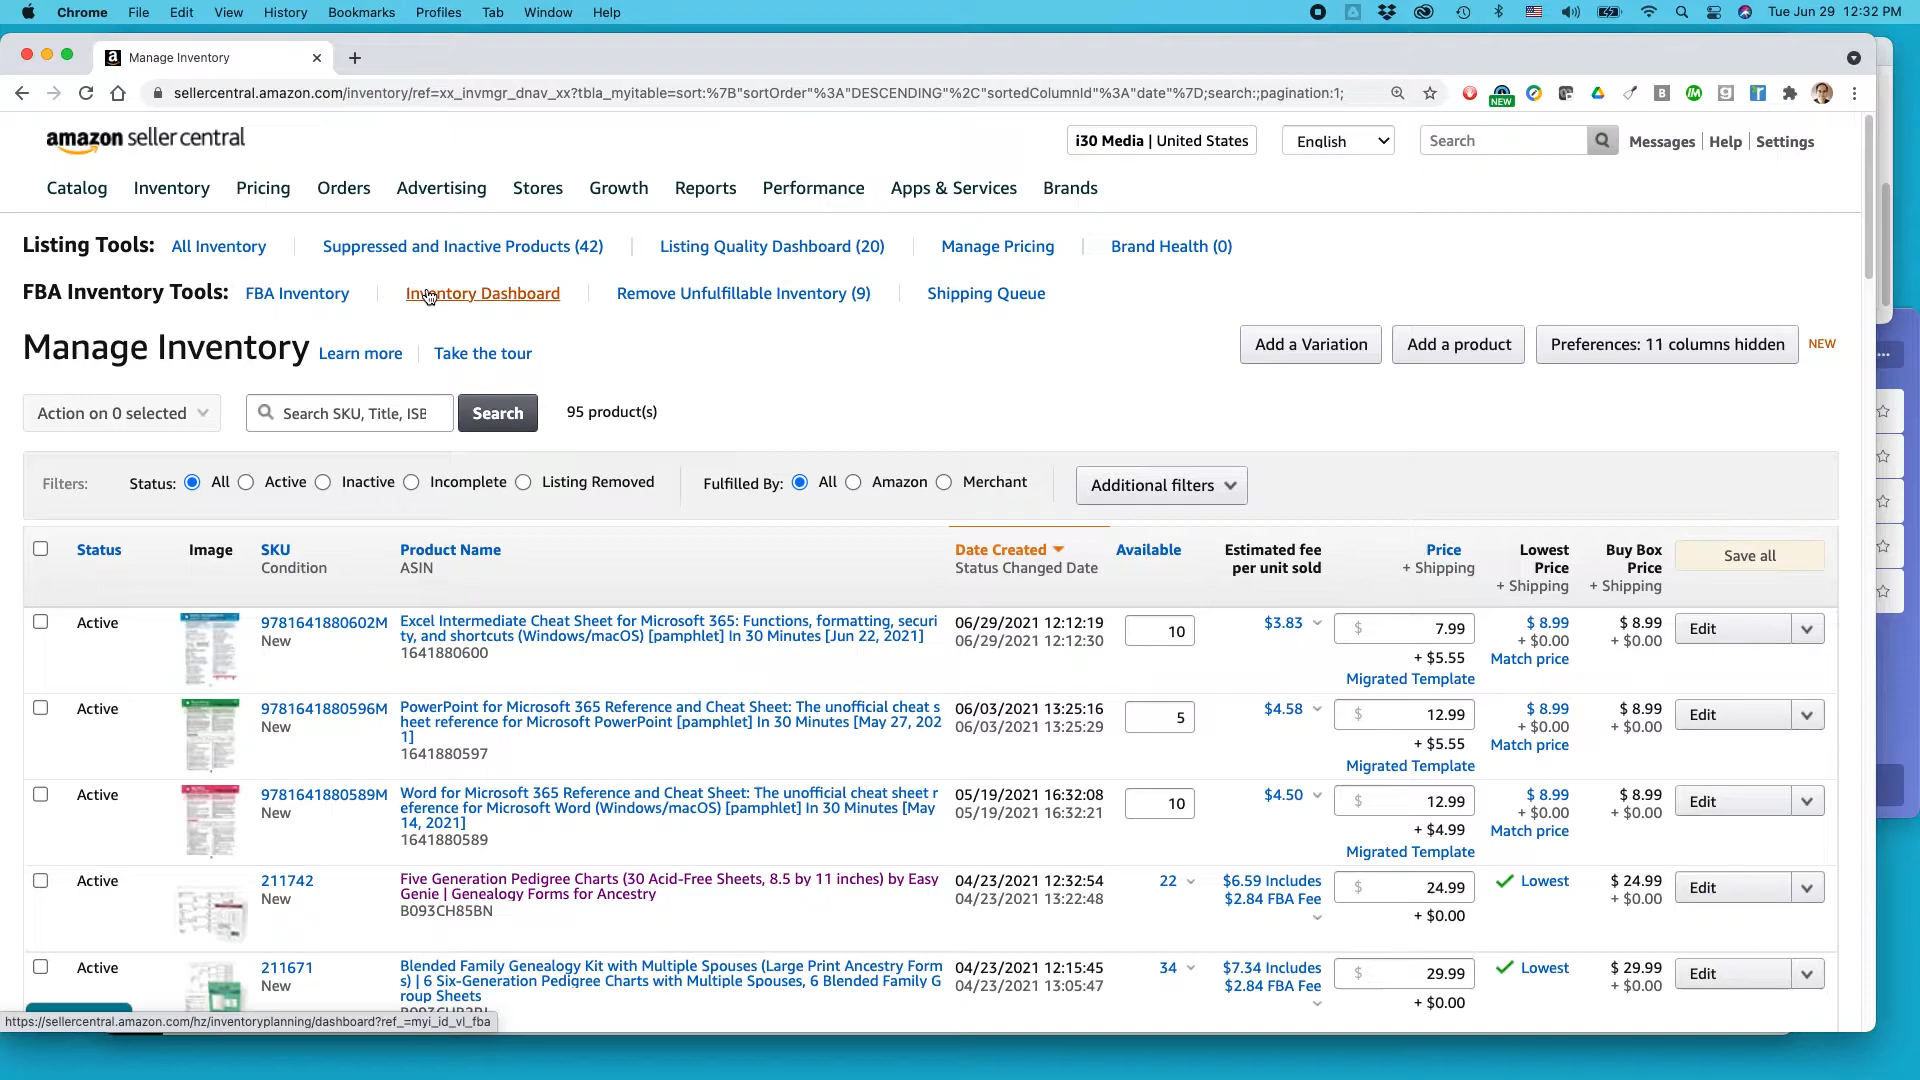 Chrome File Edit View History Bookmarks Profiles Tab Window Help Tue Jun 29 12:32 PM
Manage Inventory
sellercentral.amazon.com/inventory/ref=xx_invmgr_dnav_xx?tbla_myitable=sort:%7B"sortOrder"%3A"DESCENDING"%2C"sortedColumnId"%3A"date"%7D;search:;pagination:1;
NEW
amazon seller central
i30 Media | United States English Search Messages Help Settings
Catalog Inventory Pricing Orders Advertising Stores Growth Reports Performance Apps & Services Brands
Listing Tools: All Inventory Suppressed and Inactive Products (42) Listing Quality Dashboard (20) Manage Pricing Brand Health (0)
FBA Inventory Tools: FBA Inventory Inventory Dashboard Remove Unfulfillable Inventory (9) Shipping Queue
Manage Inventory Learn more Take the tour Add a Variation Add a product Preferences: 11 columns hidden NEW
Action on 0 selected Search SKU, Title, ISB Search 95 product(s)
Filters: Status: All Active Inactive Incomplete Listing Removed Fulfilled By: All Amazon Merchant Additional filters
Status Image SKU Product Name Date Created Available Estimated fee Price Lowest Buy Box Save all
Condition ASIN Status Changed Date per unit sold + Shipping Price Price
+ Shipping + Shipping
Active 9781641880602M Excel Intermediate Cheat Sheet for Microsoft 365: Functions, formatting, securi 06/29/2021 12:12:19 10 $3.83 $ 7.99 $ 8.99 $ 8.99 Edit
New ty, and shortcuts (Windows/macOS) [pamphlet] In 30 Minutes [Jun 22, 2021] 06/29/2021 12:12:30 + $0.00 + $0.00
1641880600 + $5.55 Match price
Migrated Template
Active 9781641880596M PowerPoint for Microsoft 365 Reference and Cheat Sheet: The unofficial cheat s 06/03/2021 13:25:16 5 $4.58 $ 12.99 $ 8.99 $ 8.99 Edit
New heet reference for Microsoft PowerPoint [pamphlet] In 30 Minutes [May 27, 202 06/03/2021 13:25:29 + $0.00 + $0.00
1]
1641880597 + $5.55 Match price
Migrated Template
Active 9781641880589M Word for Microsoft 365 Reference and Cheat Sheet: The unofficial cheat sheet r 05/19/2021 16:32:08 10 $4.50 $ 12.99 $ 8.99 $ 8.99 Edit
New eference for Microsoft Word (Windows/macOS) [pamphlet] In 30 Minutes [May 05/19/2021 16:32:21 + $0.00 + $0.00
14, 2021]
1641880589 + $4.99 Match price
Migrated Template
Active 211742 Five Generation Pedigree Charts (30 Acid-Free Sheets, 8.5 by 11 inches) by Easy 04/23/2021 12:32:54 22 $6.59 Includes $ 24.99 Lowest $ 24.99 Edit
New Genie | Genealogy Forms for Ancestry 04/23/2021 13:22:48 $2.84 FBA Fee + $0.00
B093CH85BN + $0.00
Active 211671 Blended Family Genealogy Kit with Multiple Spouses (Large Print Ancestry Form 04/23/2021 12:15:45 34 $7.34 Includes $ 29.99 Lowest $ 29.99 Edit
New s) | 6 Six-Generation Pedigree Charts with Multiple Spouses, 6 Blended Family G 04/23/2021 13:05:47 $2.84 FBA Fee + $0.00
roup Sheets + $0.00
https://sellercentral.amazon.com/hz/inventoryplanning/dashboard?ref_=myi_id_vl_fba